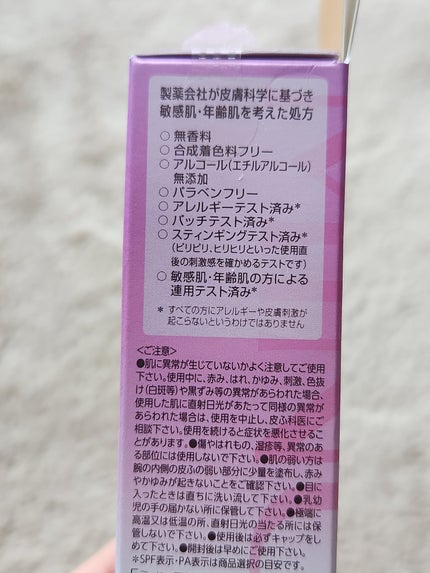 製薬会社が皮膚科学に基づき
敏感肌・年齢肌を考えた処方
○ 無香料
○ 合成着色料フリー
○ アルコール(エチルアルコール)
無添加
○ パラベンフリー
○ アレルギーテスト済み*
○ パッチテスト済み*
○ スティンギングテスト済み*
(ピリピリ、ヒリヒリといった使用直
後の刺激感を確かめるテストです)
○ 敏感肌・年齢肌の方による
連用テスト済み*
* すべての方にアレルギーや皮膚刺激が
起こらないというわけではありません
<ご注意>
●肌に異常が生じていないかよく注意してご使用
下さい。使用中に、赤み、はれ、かゆみ、刺激、色抜
け(白斑等)や黒ずみ等の異常があらわれた場合、
使用した肌に直射日光があたって同様の異常が
あらわれた場合は、使用を中止し、皮ふ科医にご
相談下さい。使用を続けると症状を悪化させるこ
とがあります。●傷やはれもの、湿疹等、異常のあ
る部位には使用しないで下さい。●肌の弱い方は
腕の内側の皮ふの弱い部分に少量を塗布し、赤み
やかゆみが起きないことをご確認下さい。●目に
入ったときは直ちに洗い流して下さい。●乳幼
児の手の届かない所に保管して下さい。●極端に
高温又は低温の所、直射日光の当たる所には保
管しないで下さい。●使用後は必ずキャップをし
めて下さい。●開封後は早めにご使用下さい。
※SPF表示・PA表示は商品選択の目安です。